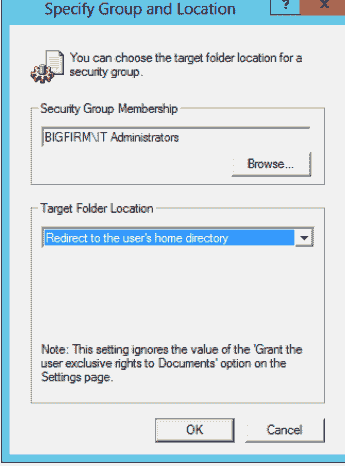 Specify Group and Location
?
x
You can choose the target folder location for a
security group.
Security Group Membership
BIGFIRM\IT Administrators
Browse...
Target Folder Location
Redirect to the user's home directory
Note: This setting ignores the value of the 'Grant the
user exclusive rights to Documents' option on the
Settings page.
OK
Cancel